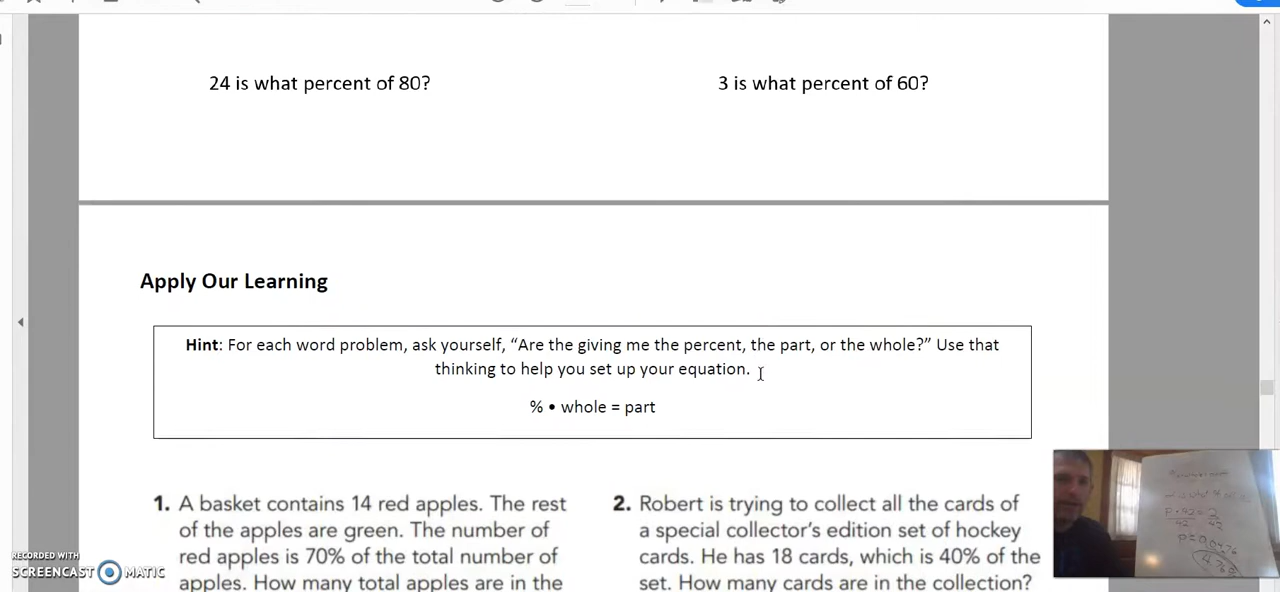 24 is what percent of 80?
3 is what percent of 60?
Apply Our Learning
Hint: For each word problem, ask yourself, “Are the giving me the percent, the part, or the whole?” Use that
thinking to help you set up your equation.
% • whole = part
1. A basket contains 14 red apples. The rest
of the apples are green. The number of
red apples is 70% of the total number of
apples. How many total apples are in the
2. Robert is trying to collect all the cards of
a special collector’s edition set of hockey
cards. He has 18 cards, which is 40% of the
set. How many cards are in the collection?
RECORDED WITH
SCREENCAST MATIC